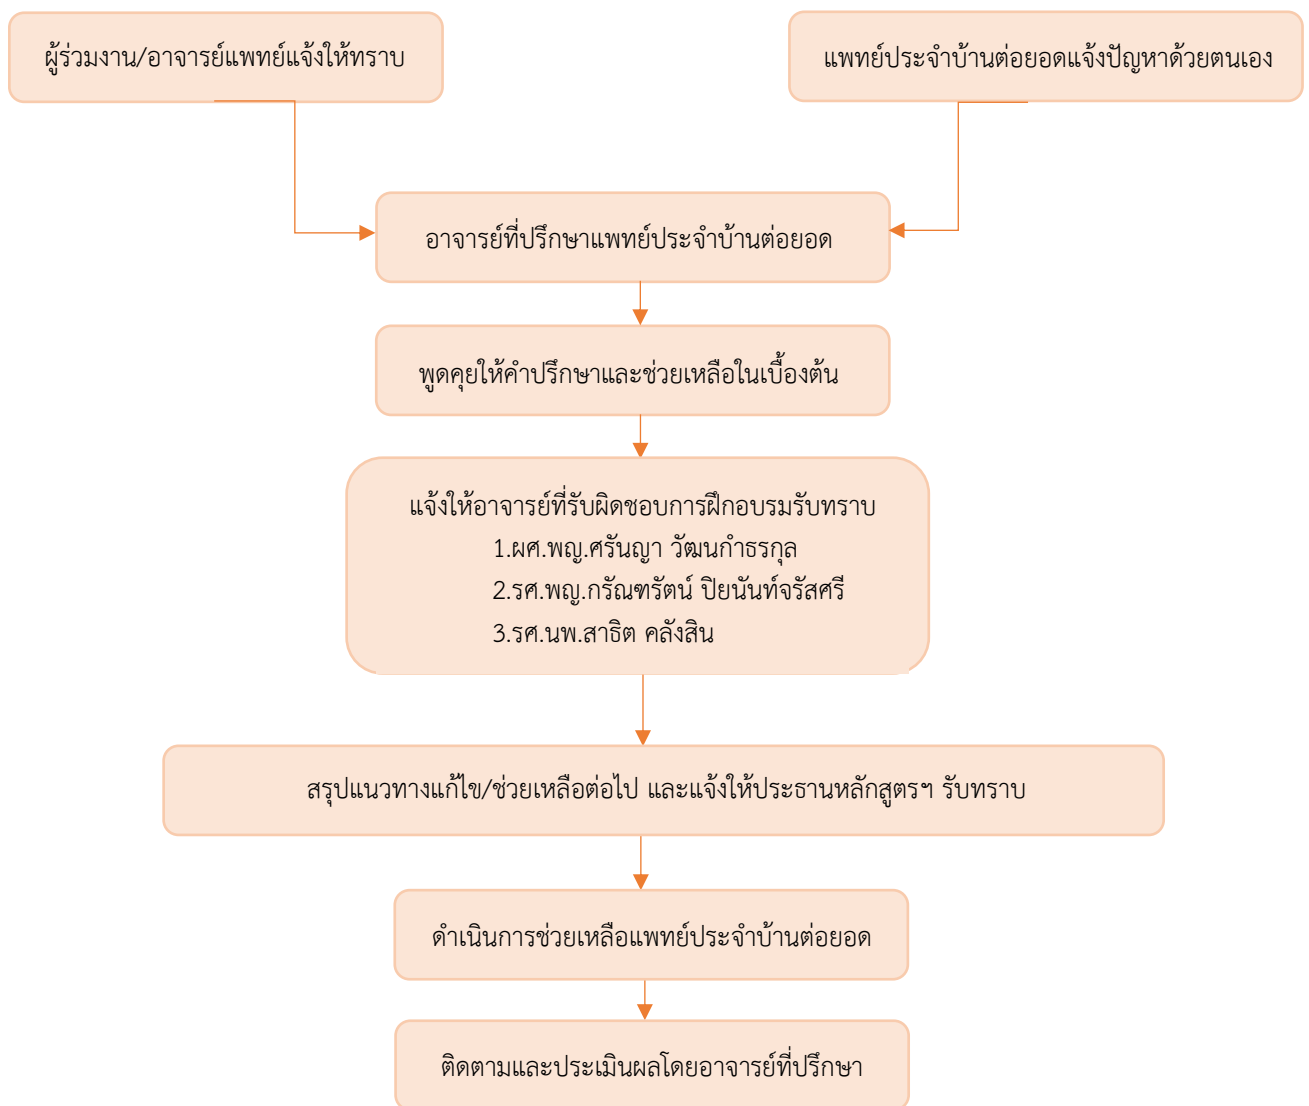 ผู้ร่วมงาน/อาจารย์แพทย์แจ้งให้ทราบ
แพทย์ประจำบ้านต่อยอดแจ้งปัญหาด้วยตนเอง
อาจารย์ที่ปรึกษาแพทย์ประจำบ้านต่อยอด
พูดคุยให้คำปรึกษาและช่วยเหลือในเบื้องต้น
แจ้งให้อาจารย์ที่รับผิดชอบการฝึกอบรมรับทราบ
1.ผศ.พญ.ศรันญา วัฒนกำธรกุล
2.รศ.พญ.กรัณฑรัตน์ ปิยนันท์จรัสศรี
3.รศ.นพ.สาธิต คลังสิน
สรุปแนวทางแก้ไข/ช่วยเหลือต่อไป และแจ้งให้ประธานหลักสูตรฯ รับทราบ
ดำเนินการช่วยเหลือแพทย์ประจำบ้านต่อยอด
ติดตามและประเมินผลโดยอาจารย์ที่ปรึกษา